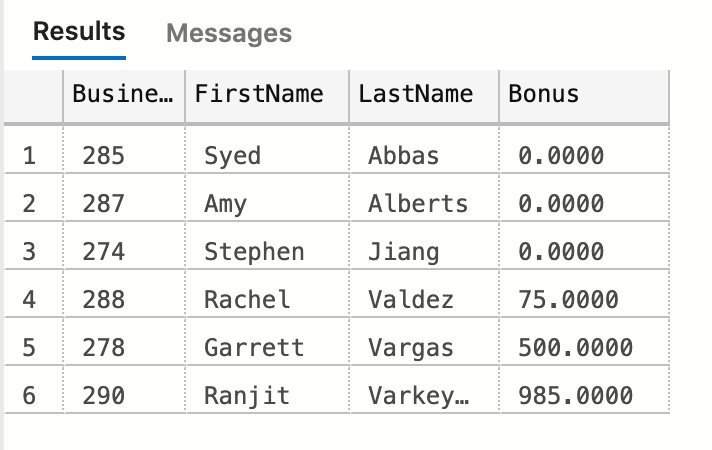 Results Messages
Busine… FirstName LastName Bonus
1 285 Syed Abbas 0.0000
2 287 Amy Alberts 0.0000
3 274 Stephen Jiang 0.0000
4 288 Rachel Valdez 75.0000
5 278 Garrett Vargas 500.0000
6 290 Ranjit Varkey… 985.0000